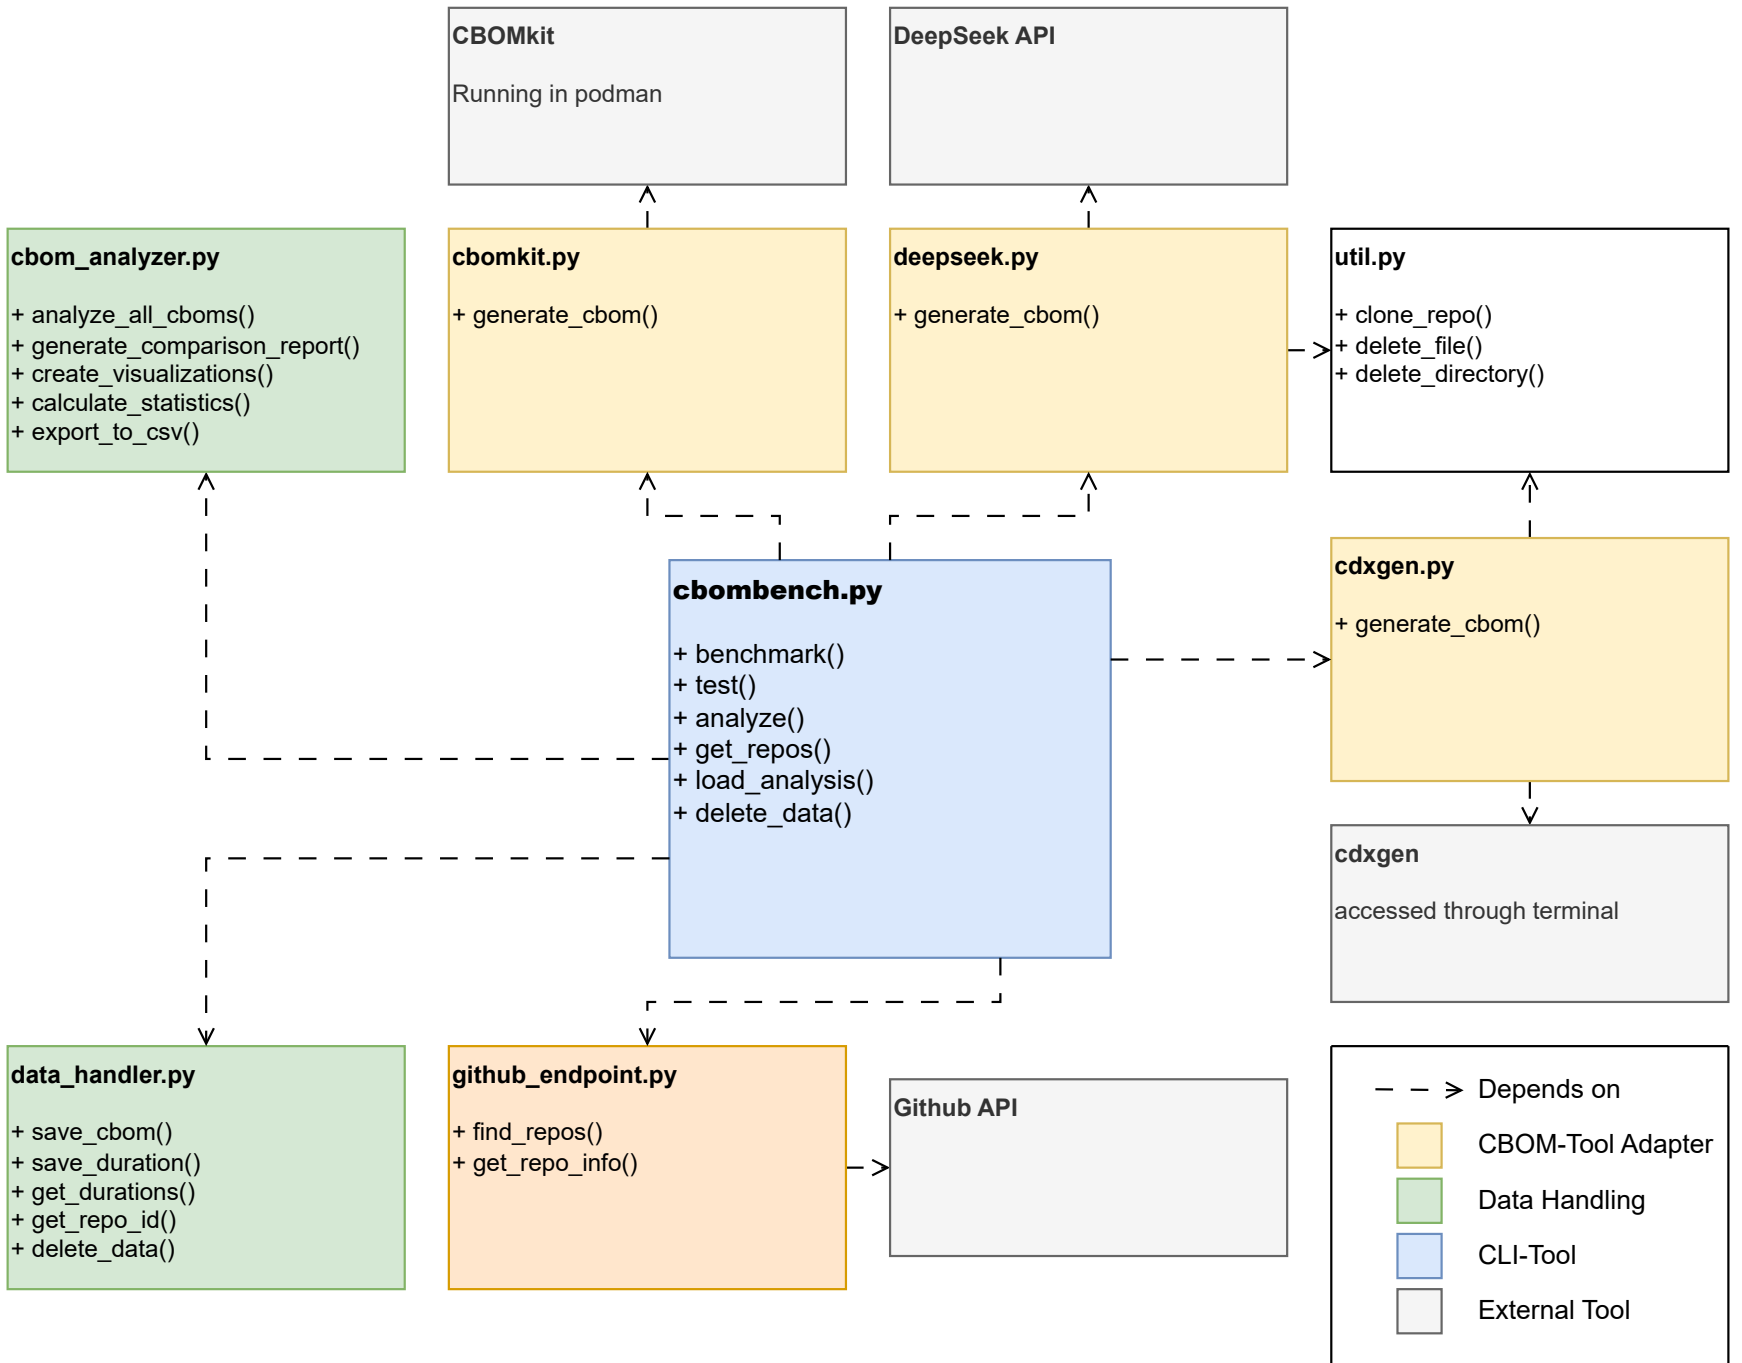 CBOMkit
Running in podman
DeepSeek API
cbom_analyzer.py
+ analyze_all_cboms()
+ generate_comparison_report()
+ create_visualizations()
+ calculate_statistics()
+ export_to_csv()
cbomkit.py
+ generate_cbom()
deepseek.py
+ generate_cbom()
util.py
+ clone_repo()
+ delete_file()
+ delete_directory()
cbombench.py
+ benchmark()
+ test()
+ analyze()
+ get_repos()
+ load_analysis()
+ delete_data()
cdxgen.py
+ generate_cbom()
cdxgen
accessed through terminal
data_handler.py
+ save_cbom()
+ save_duration()
+ get_durations()
+ get_repo_id()
+ delete_data()
github_endpoint.py
+ find_repos()
+ get_repo_info()
Github API
Depends on
CBOM-Tool Adapter
Data Handling
CLI-Tool
External Tool